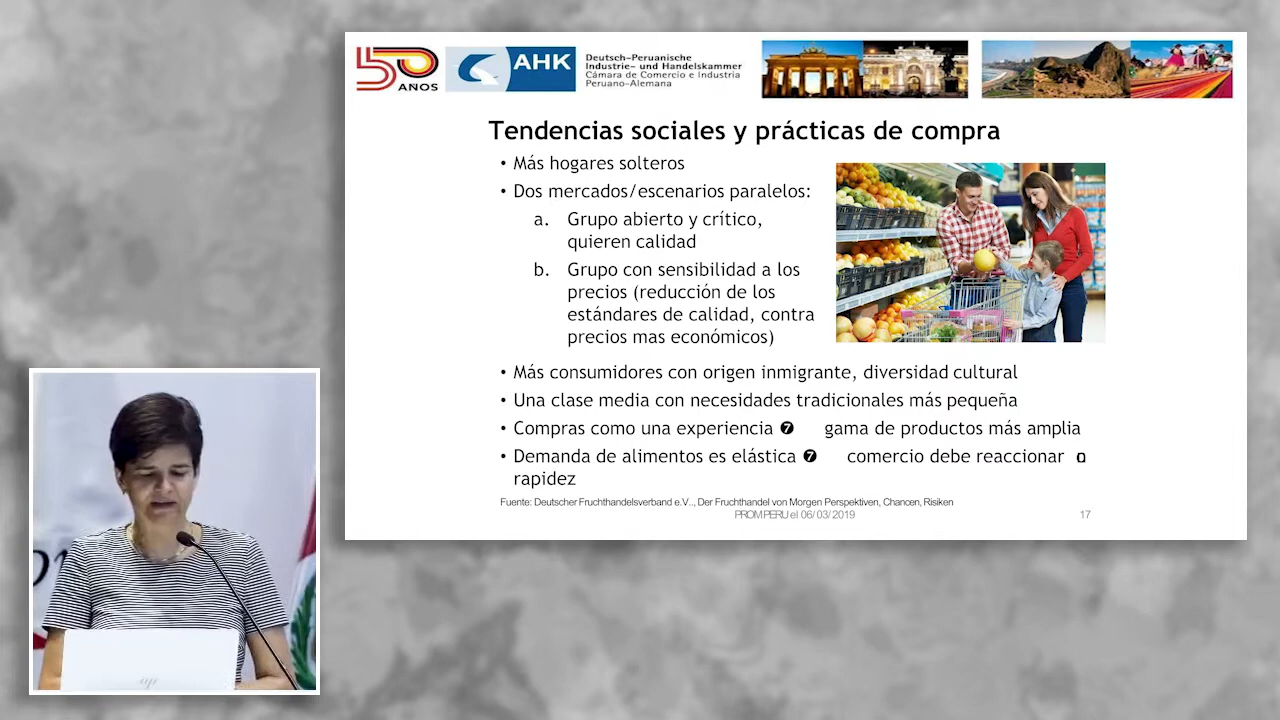 50 AÑOS
AHK
Deutsch-Peruanische
Industrie- und Handelskammer
Cámara de Comercio e Industria
Peruano-Alemana
Tendencias sociales y prácticas de compra
• Más hogares solteros
• Dos mercados/escenarios paralelos:
a. Grupo abierto y crítico,
quieren calidad
b. Grupo con sensibilidad a los
precios (reducción de los
estándares de calidad, contra
precios mas económicos)
• Más consumidores con origen inmigrante, diversidad cultural
• Una clase media con necesidades tradicionales más pequeña
• Compras como una experiencia ❼ gama de productos más amplia
• Demanda de alimentos es elástica ❼ comercio debe reaccionar
rapidez
Fuente: Deutscher Fruchthandelsverband e.V.., Der Fruchthandel von Morgen Perspektiven, Chancen, Risiken
PROMPERU el 06/03/2019
17